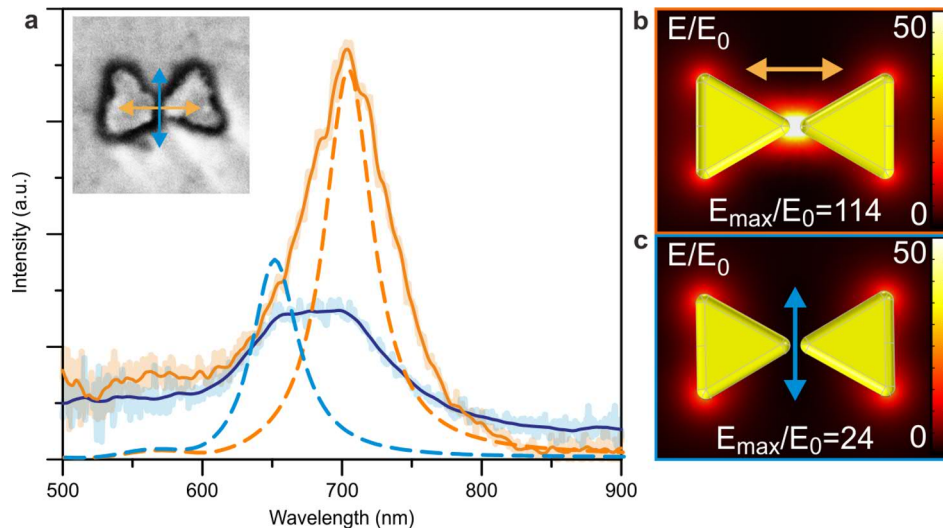 a
Intensity (a.u.)
500
600
700
800
900
Wavelength (nm)
b
E/E0
50
0
Emax/E0=114
c
E/E0
50
0
Emax/E0=24